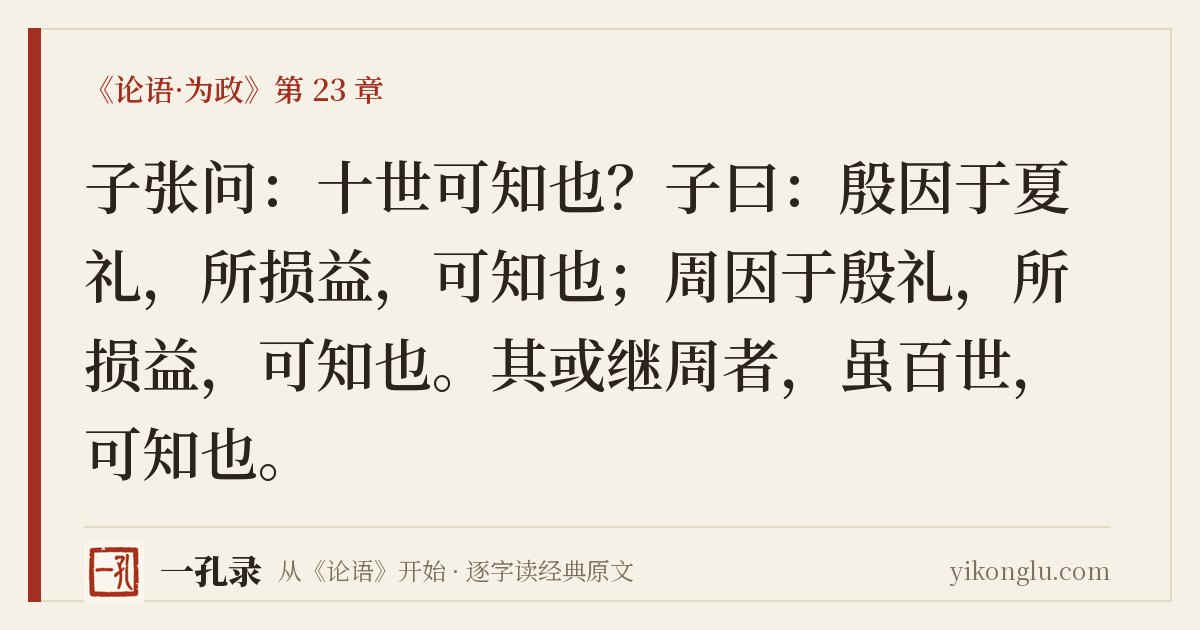 《论语·为政》第 23 章
子张问：十世可知也？子曰：殷因于夏
礼，所损益，可知也；周因于殷礼，所
损益，可知也。其或继周者，虽百世，
可知也。
一孔
一孔录 从《论语》开始 · 逐字读经典原文
yikonglu.com